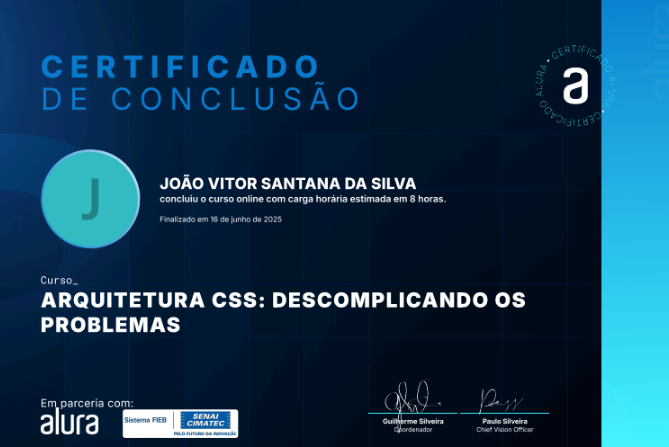 CERTIFICADO
DE CONCLUSÃO
ALURA • CERTIFICADO ALURA • CERTIFICADO
a
J
JOÃO VITOR SANTANA DA SILVA
concluiu o curso online com carga horária estimada em 8 horas.
Finalizado em 16 de junho de 2025
Curso_
ARQUITETURA CSS: DESCOMPLICANDO OS
PROBLEMAS
Em parceria com:
alura
Sistema FIEB
SENAI
CIMATEC
PELO FUTURO DA INOVAÇÃO
Guilherme Silveira
Coordenador
Paulo Silveira
Chief Vision Officer